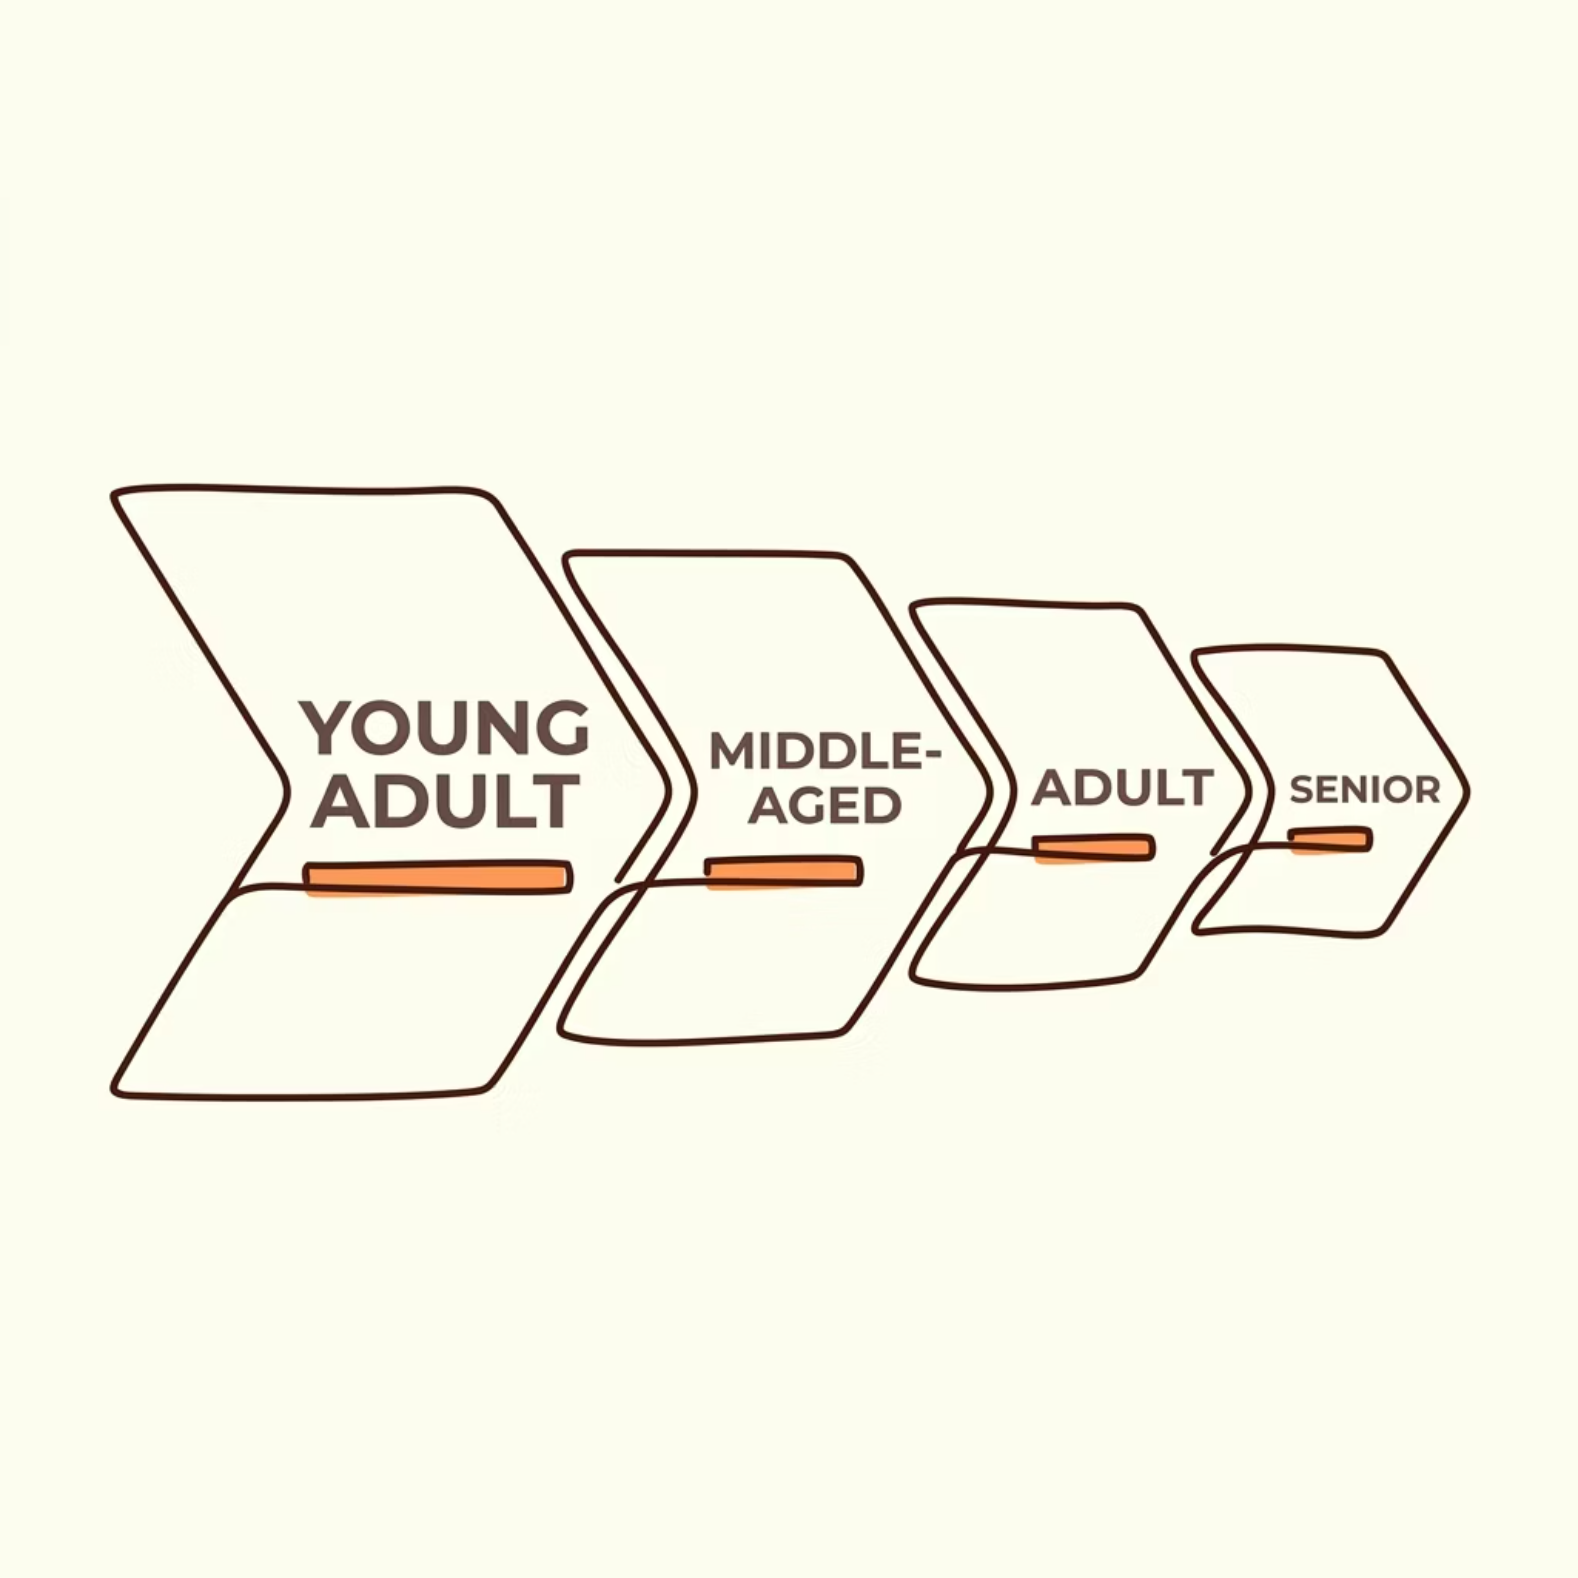 YOUNG
ADULT
MIDDLE-
AGED
ADULT
SENIOR